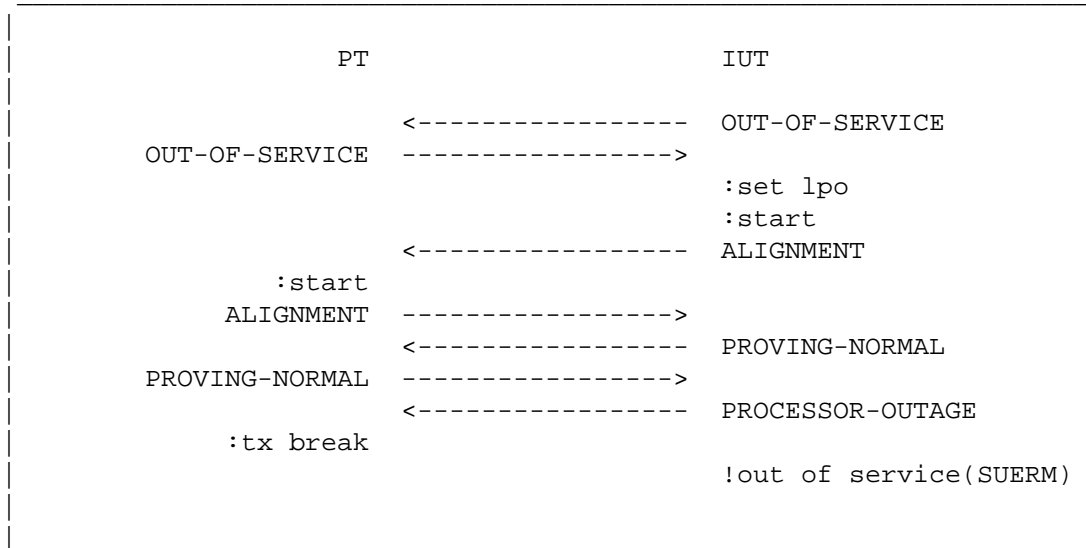 PT IUT
<----------------- OUT-OF-SERVICE
OUT-OF-SERVICE ----------------->
:set lpo
:start
<----------------- ALIGNMENT
:start
ALIGNMENT ----------------->
<----------------- PROVING-NORMAL
PROVING-NORMAL ----------------->
<----------------- PROCESSOR-OUTAGE
:tx break
!out of service(SUERM)